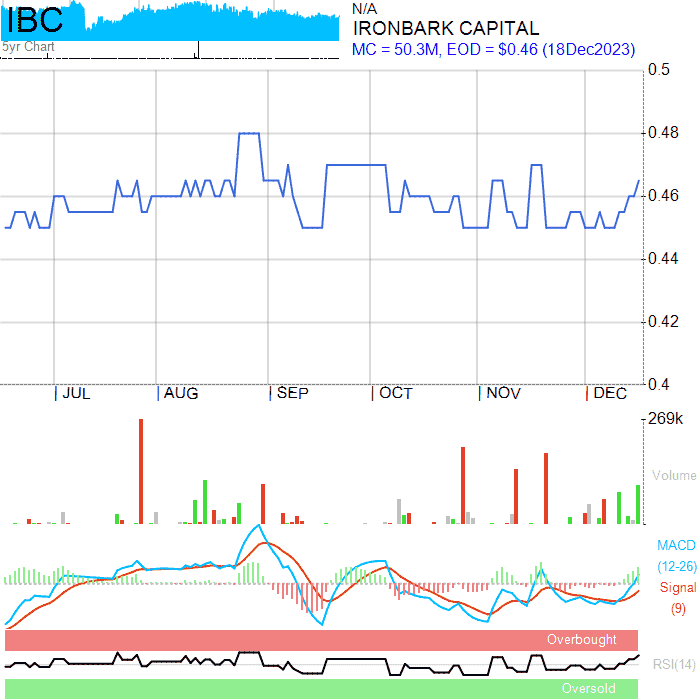 IBC
5yr Chart
N/A
IRONBARK CAPITAL
MC = 50.3M, EOD = $0.46 (18Dec2023)
0.5
0.48
0.46
0.44
0.42
0.4
JUL AUG SEP OCT NOV DEC
269k
Volume
MACD
(12-26)
Signal
(9)
Overbought
RSI(14)
Oversold